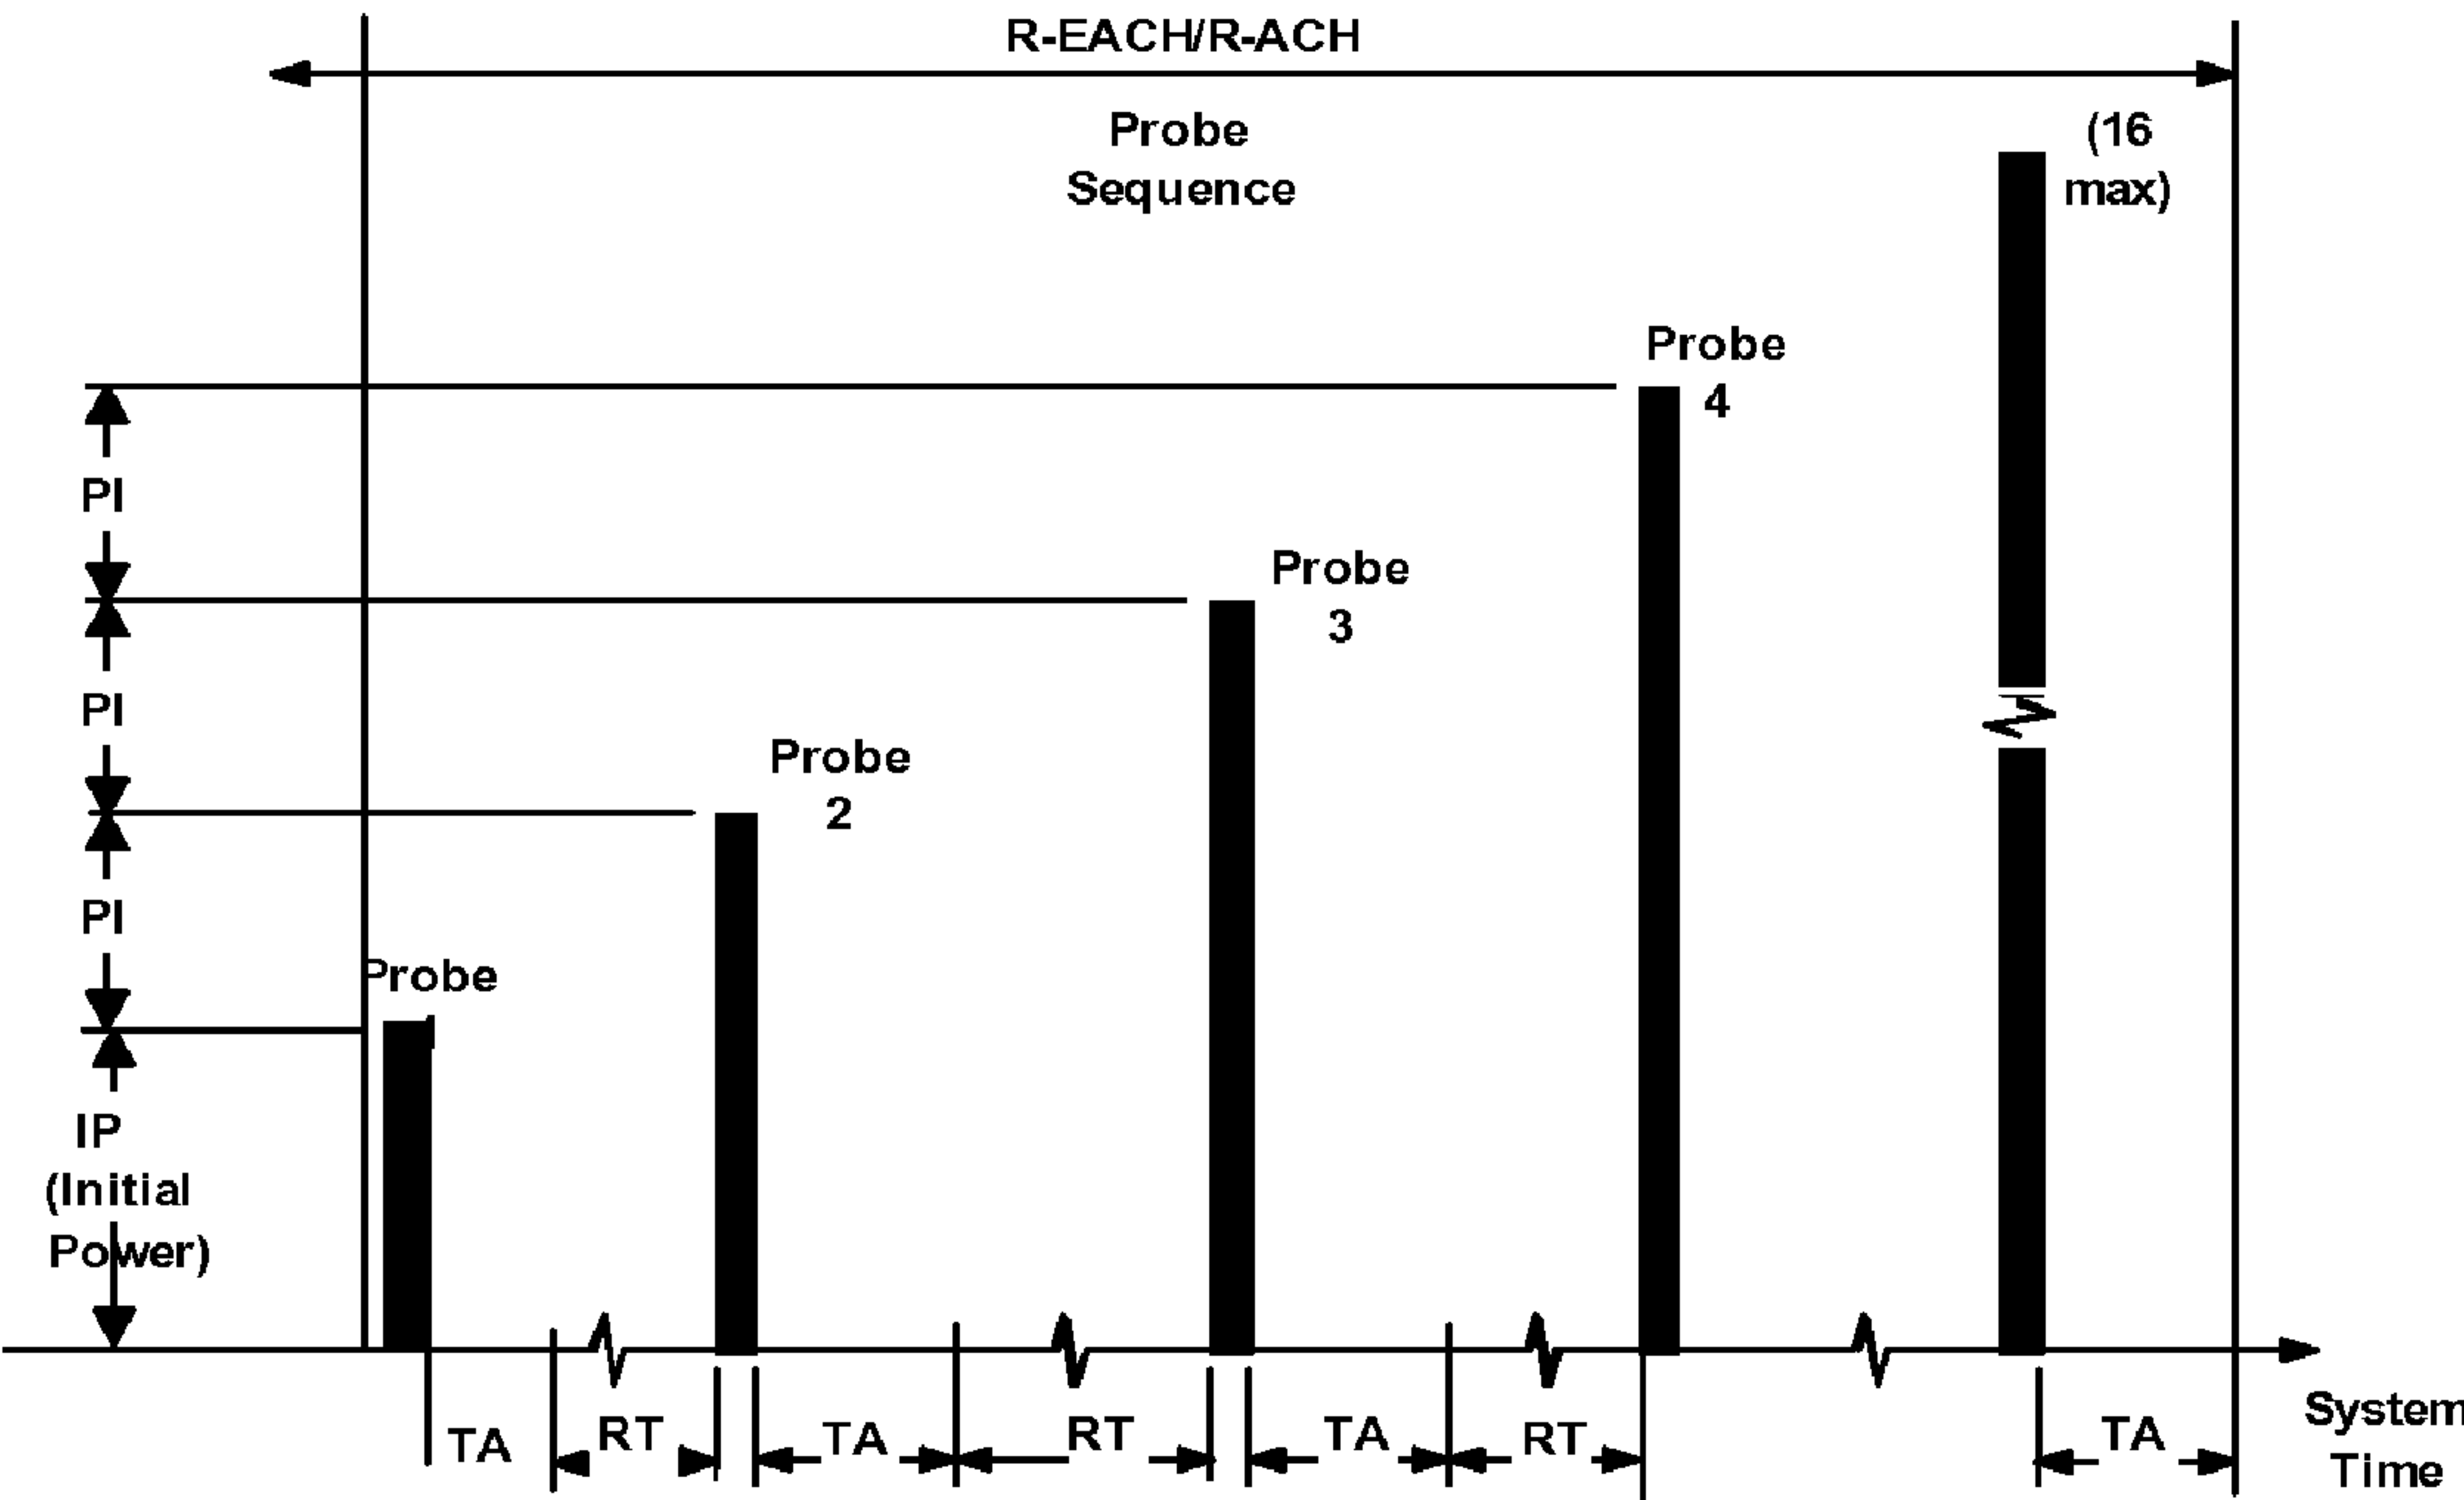 R-EACH/R-ACH
Probe
Sequence
(16
max)
Probe
4
PI
Probe
3
PI
Probe
2
PI
Probe
IP
(Initial
Power)
TA
RT
TA
RT
TA
RT
TA
System
Time